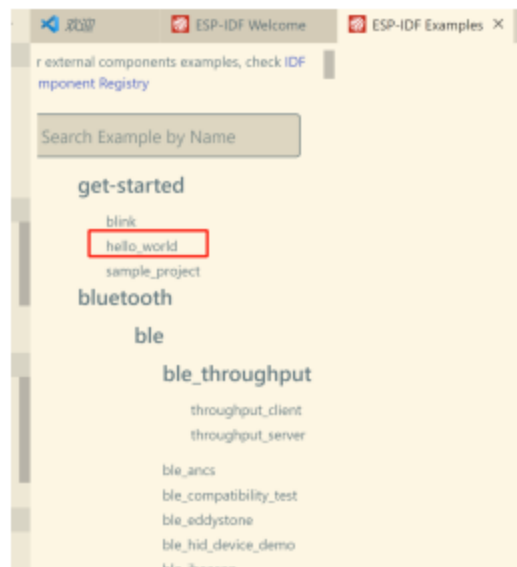 欢迎
ESP-IDF Welcome
ESP-IDF Examples ×
r external components examples, check IDF
mponent Registry
Search Example by Name
get-started
blink
hello_world
sample_project
bluetooth
ble
ble_throughput
throughput_client
throughput_server
ble_ancs
ble_compatibility_test
ble_eddystone
ble_hid_device_demo